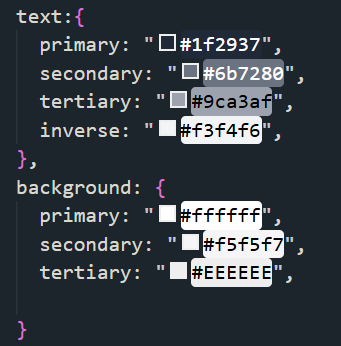 text:{
  primary: "#1f2937",
  secondary: "#6b7280",
  tertiary: "#9ca3af",
  inverse: "#f3f4f6",
},
background: {
  primary: "#ffffff",
  secondary: "#f5f5f7",
  tertiary: "#EEEEEE",
}